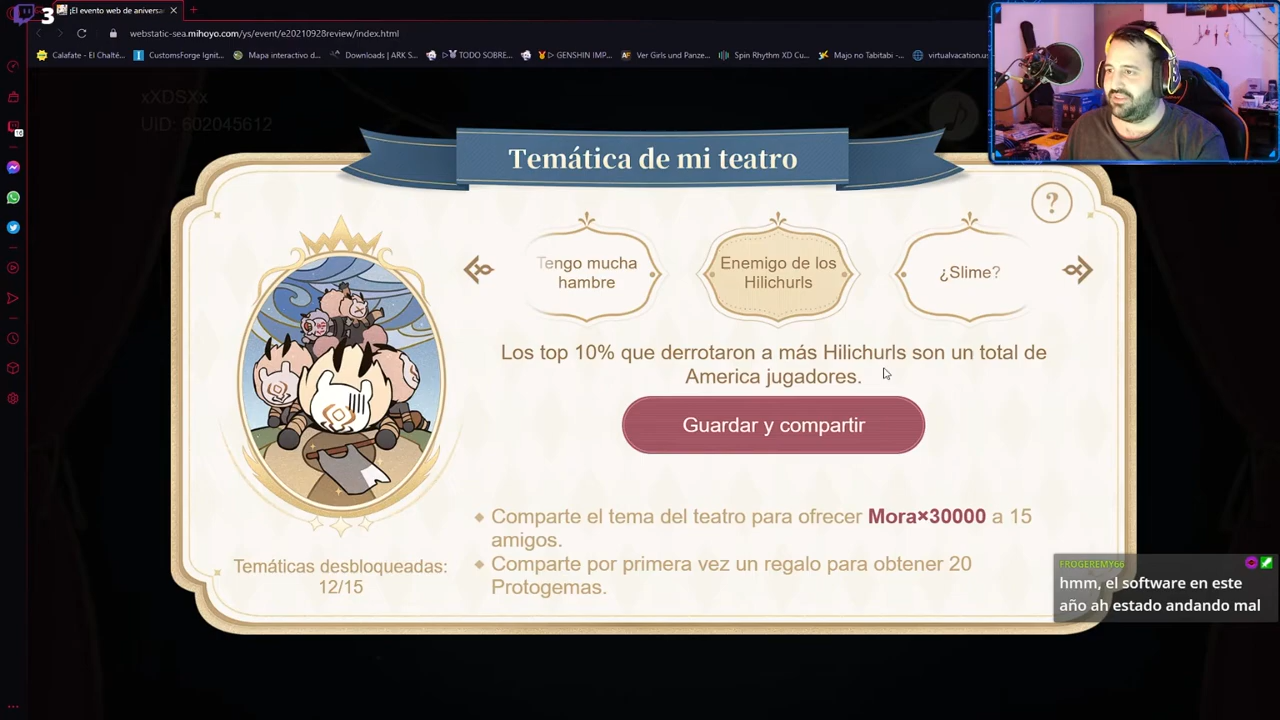 3
¡El evento web de aniversa
webstatic-sea.mihoyo.com/ys/event/e20210928review/index.html
Calafate - El Chalté...
CustomsForge Ignit...
Mapa interactivo d...
Downloads | ARK S...
TODO SOBRE...
GENSHIN IMP...
Ver Girls und Panze...
Spin Rhythm XD Cu...
Majo no Tabitabi -...
virtualvacation.us
xXDSXx
UID: 602045612
Temática de mi teatro
?
Tengo mucha
hambre
Enemigo de los
Hilichurls
¿Slime?
Los top 10% que derrotaron a más Hilichurls son un total de
America jugadores.
Guardar y compartir
Comparte el tema del teatro para ofrecer Mora×30000 a 15
amigos.
Comparte por primera vez un regalo para obtener 20
Protogemas.
Temáticas desbloqueadas:
12/15
FROGEREMY66
hmm, el software en este
año ah estado andando mal